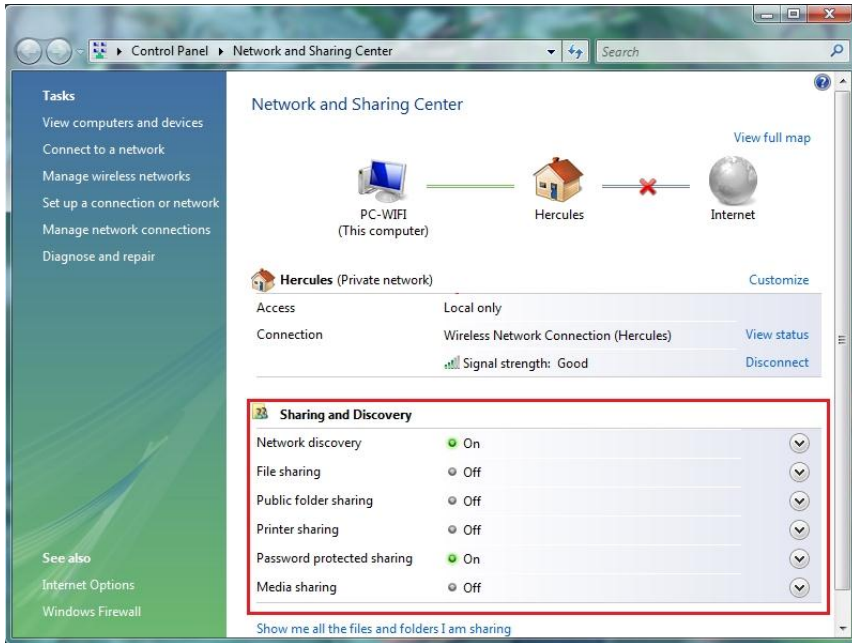 Control Panel
Network and Sharing Center
Search
Tasks
View computers and devices
Connect to a network
Manage wireless networks
Set up a connection or network
Manage network connections
Diagnose and repair
See also
Internet Options
Windows Firewall
Network and Sharing Center
View full map
PC-WIFI
(This computer)
Hercules
Internet
Hercules (Private network) Customize
Access Local only
Connection Wireless Network Connection (Hercules) View status
Signal strength: Good Disconnect
Sharing and Discovery
Network discovery On
File sharing Off
Public folder sharing Off
Printer sharing Off
Password protected sharing On
Media sharing Off
Show me all the files and folders I am sharing